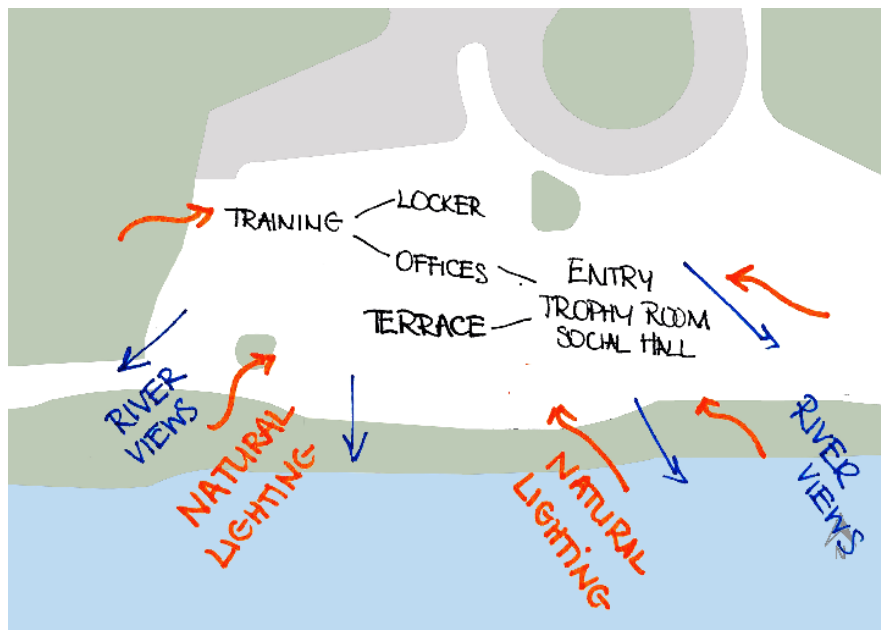 LOCKER
TRAINING
OFFICES
ENTRY
TERRACE
TROPHY ROOM
SOCIAL HALL
RIVER
VIEWS
NATURAL
LIGHTING
NATURAL
LIGHTING
RIVER
VIEWS